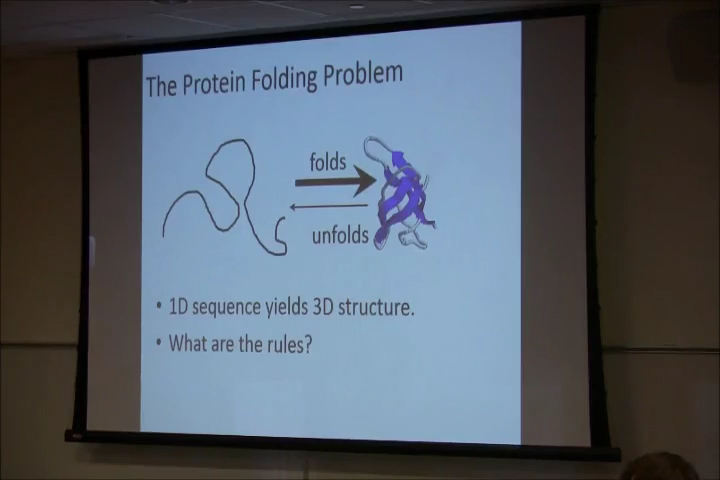 The Protein Folding Problem
folds
unfolds
• 1D sequence yields 3D structure.
• What are the rules?